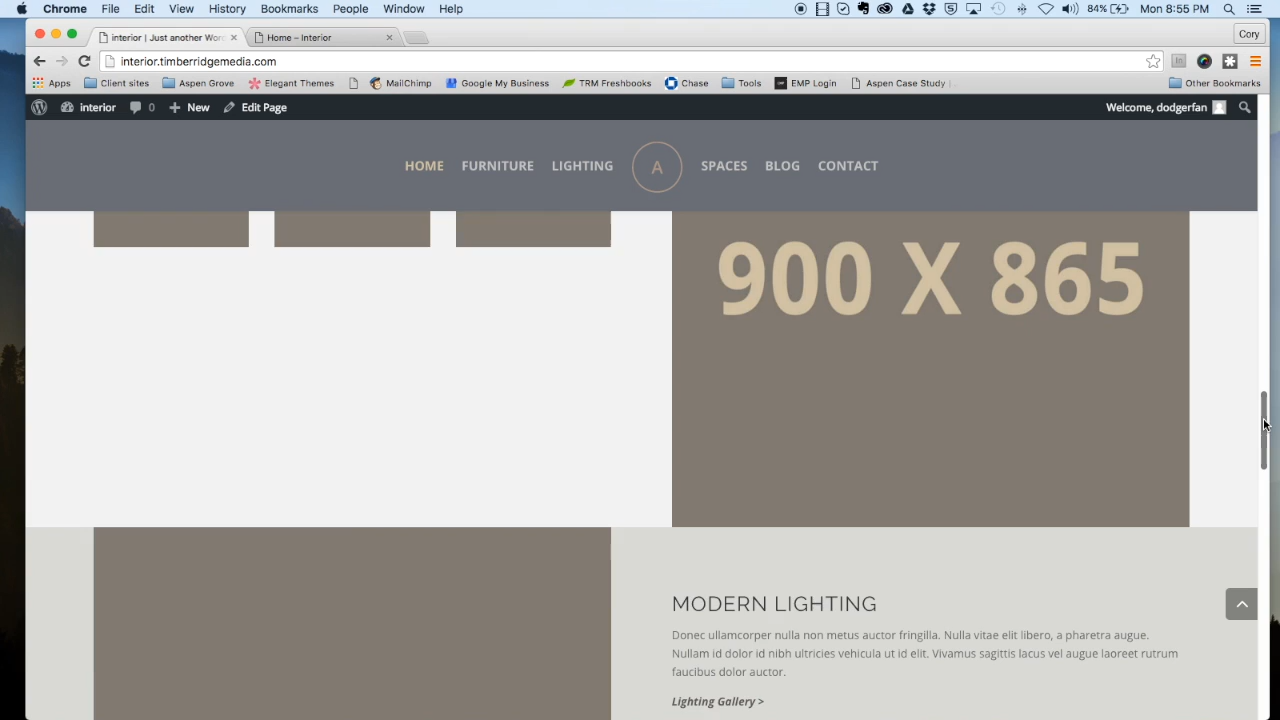 Chrome File Edit View History Bookmarks People Window Help 84% Mon 8:55 PM
interior | Just another Wor Home – Interior Cory
interior.timberridgemedia.com
Apps Client sites Aspen Grove Elegant Themes MailChimp Google My Business TRM Freshbooks Chase Tools EMP Login Aspen Case Study Other Bookmarks
interior 0 New Edit Page Welcome, dodgerfan
HOME FURNITURE LIGHTING A SPACES BLOG CONTACT
900 X 865
MODERN LIGHTING
Donec ullamcorper nulla non metus auctor fringilla. Nulla vitae elit libero, a pharetra augue.
Nullam id dolor id nibh ultricies vehicula ut id elit. Vivamus sagittis lacus vel augue laoreet rutrum
faucibus dolor auctor.
Lighting Gallery >